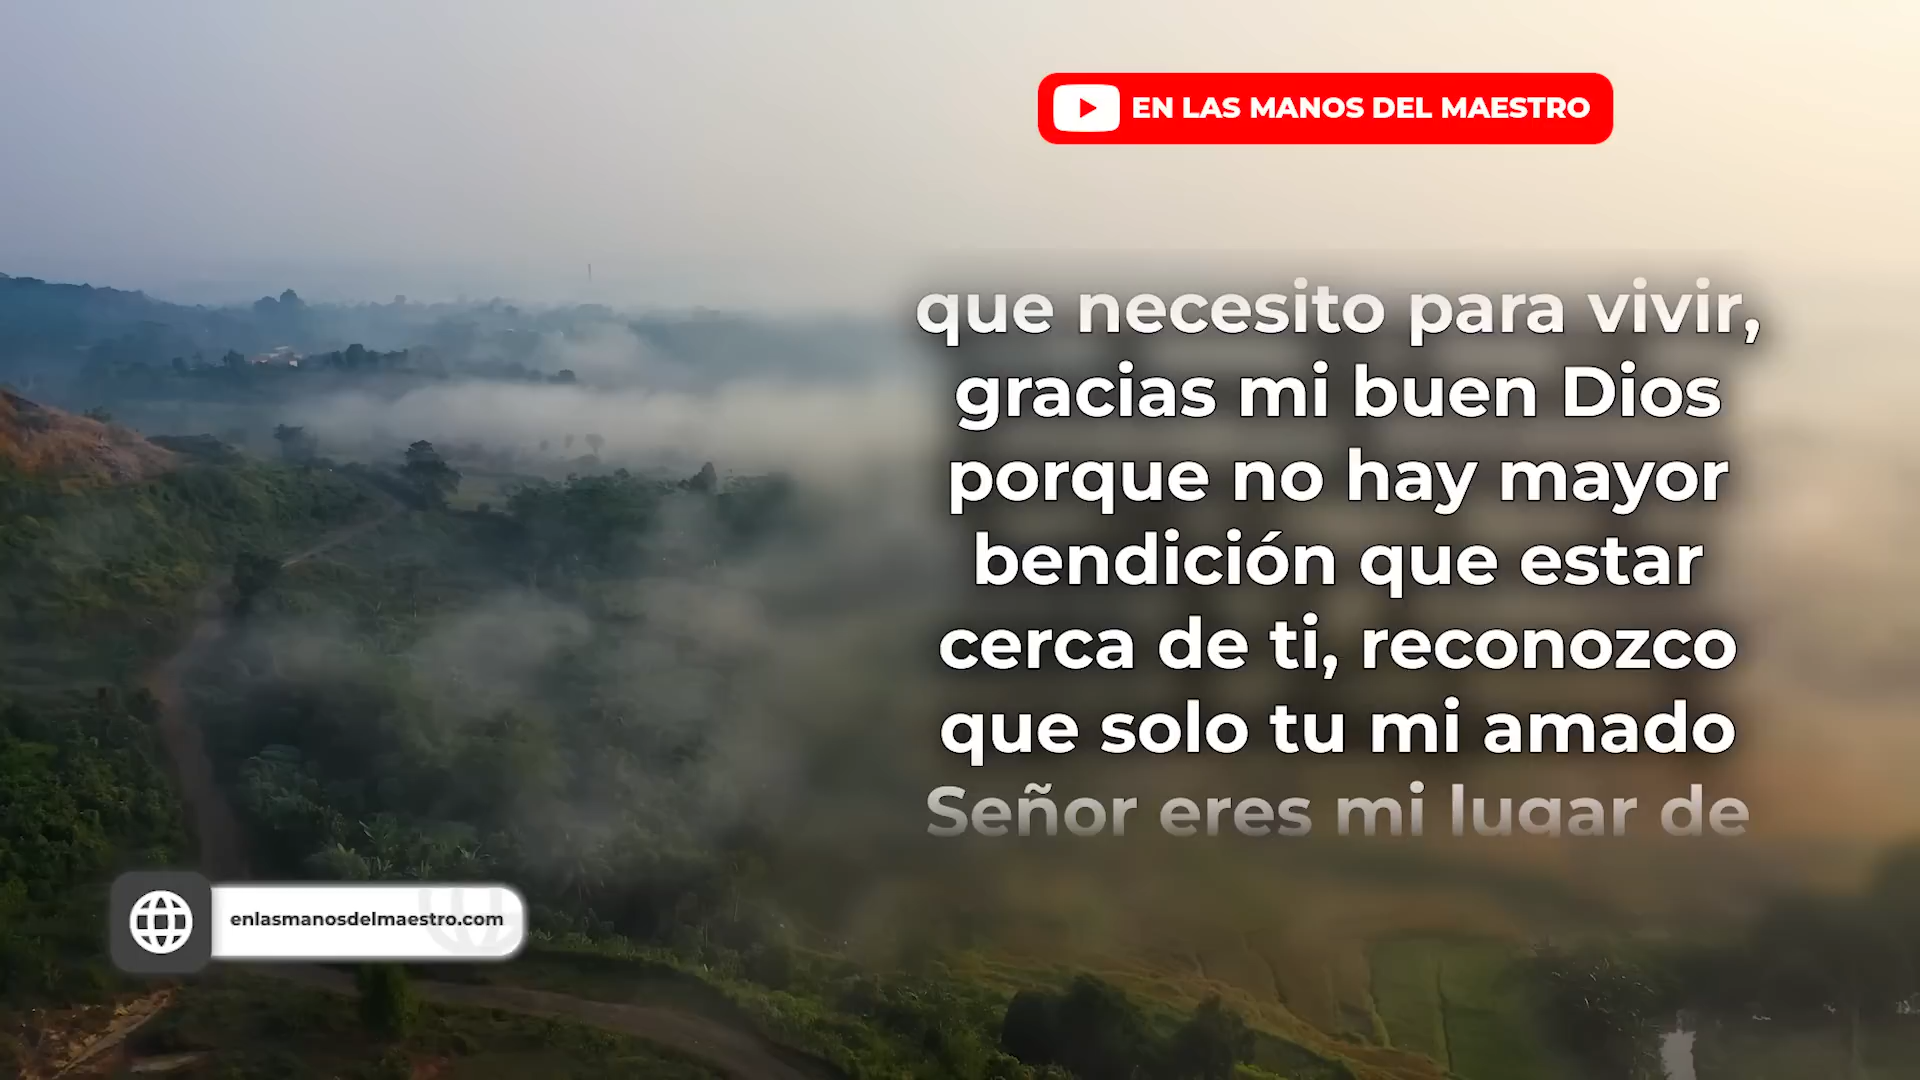 EN LAS MANOS DEL MAESTRO
que necesito para vivir,
gracias mi buen Dios
porque no hay mayor
bendición que estar
cerca de ti, reconozco
que solo tu mi amado
Señor eres mi lugar de
enlasmanosdelmaestro.com